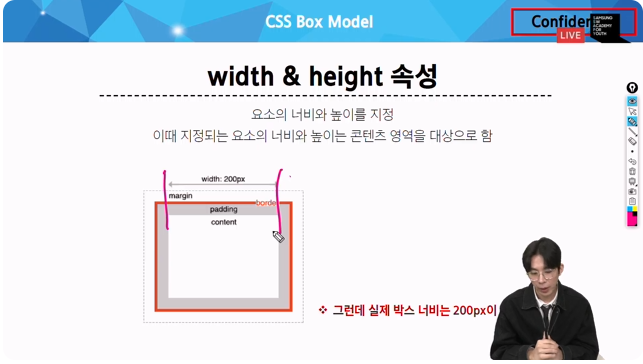 CSS Box Model
Confiden
LIVE
SAMSUNG
SW
ACADEMY
FOR
YOUTH
width & height 속성
요소의 너비와 높이를 지정
이때 지정되는 요소의 너비와 높이는 콘텐츠 영역을 대상으로 함
width: 200px
margin
borde
padding
content
❖ 그런데 실제 박스 너비는 200px이